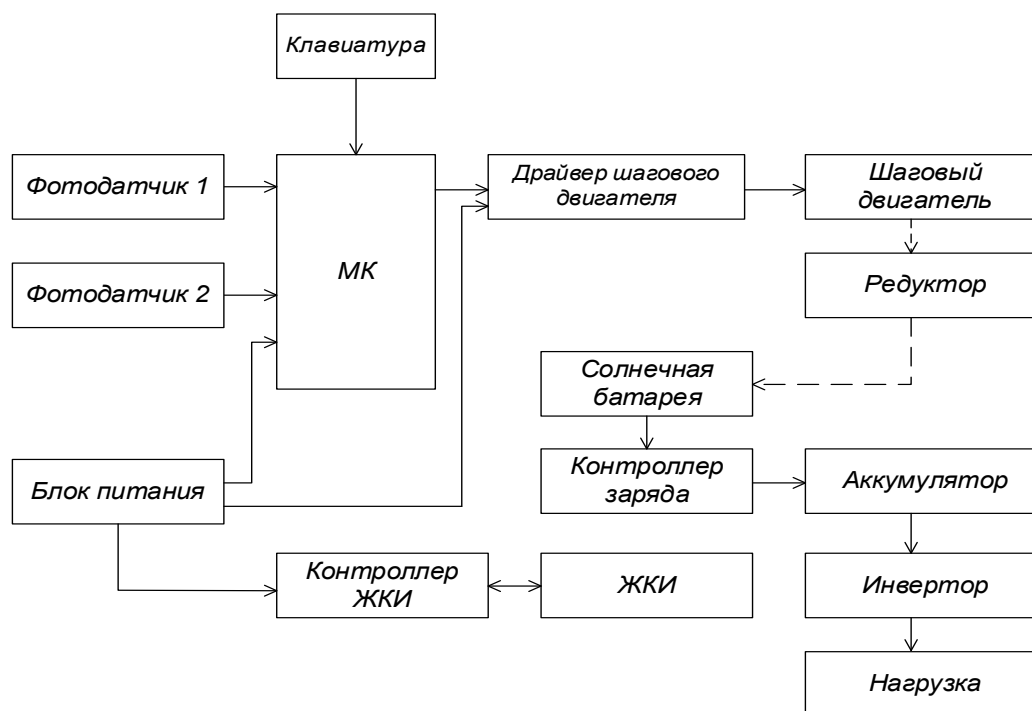 Клавиатура
Фотодатчик 1
Фотодатчик 2
МК
Драйвер шагового
двигателя
Шаговый
двигатель
Редуктор
Солнечная
батарея
Блок питания
Контроллер
заряда
Аккумулятор
Контроллер
ЖКИ
ЖКИ
Инвертор
Нагрузка